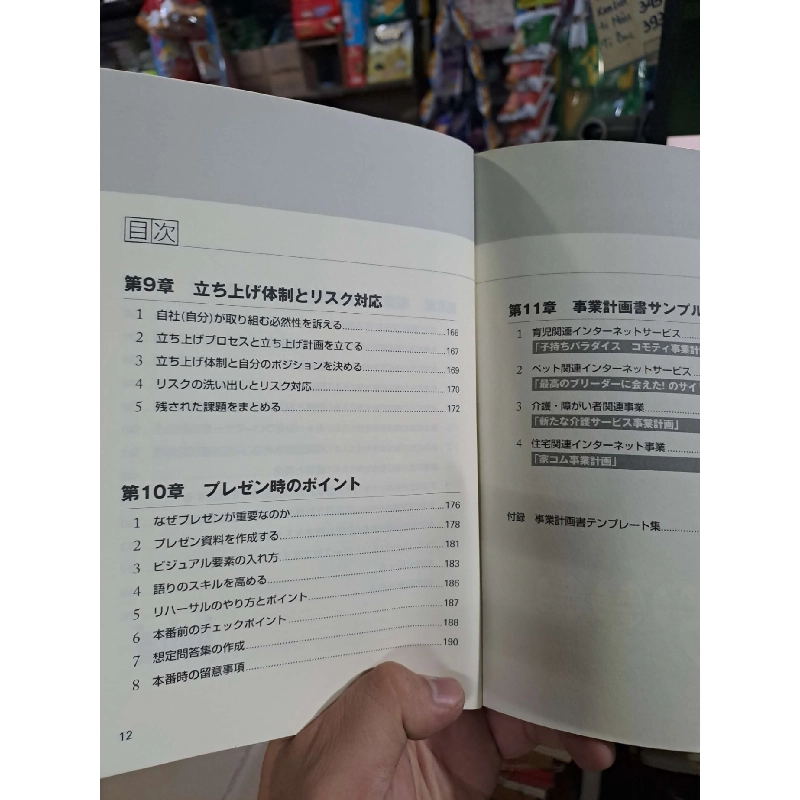 目次
第9章 立ち上げ体制とリスク対応
1 自社(自分)が取り組む必然性を訴える 166
2 立ち上げプロセスと立ち上げ計画を立てる 167
3 立ち上げ体制と自分のポジションを決める 169
4 リスクの洗い出しとリスク対応 170
5 残された課題をまとめる 172
第10章 プレゼン時のポイント
1 なぜプレゼンが重要なのか 176
2 プレゼン資料を作成する 178
3 ビジュアル要素の入れ方 181
4 語りのスキルを高める 183
5 リハーサルのやり方とポイント 186
6 本番前のチェックポイント 187
7 想定問答集の作成 188
8 本番時の留意事項 190
12
第11章 事業計画書サンプル
1 育児関連インターネットサービス
「子持ちパラダイス コモティ事業計
2 ペット関連インターネットサービス
「最高のブリーダーに会えた!のサイ
3 介護・障がい者関連事業
「新たな介護サービス事業計画」
4 住宅関連インターネット事業
「家コム事業計画」
付録 事業計画書テンプレート集